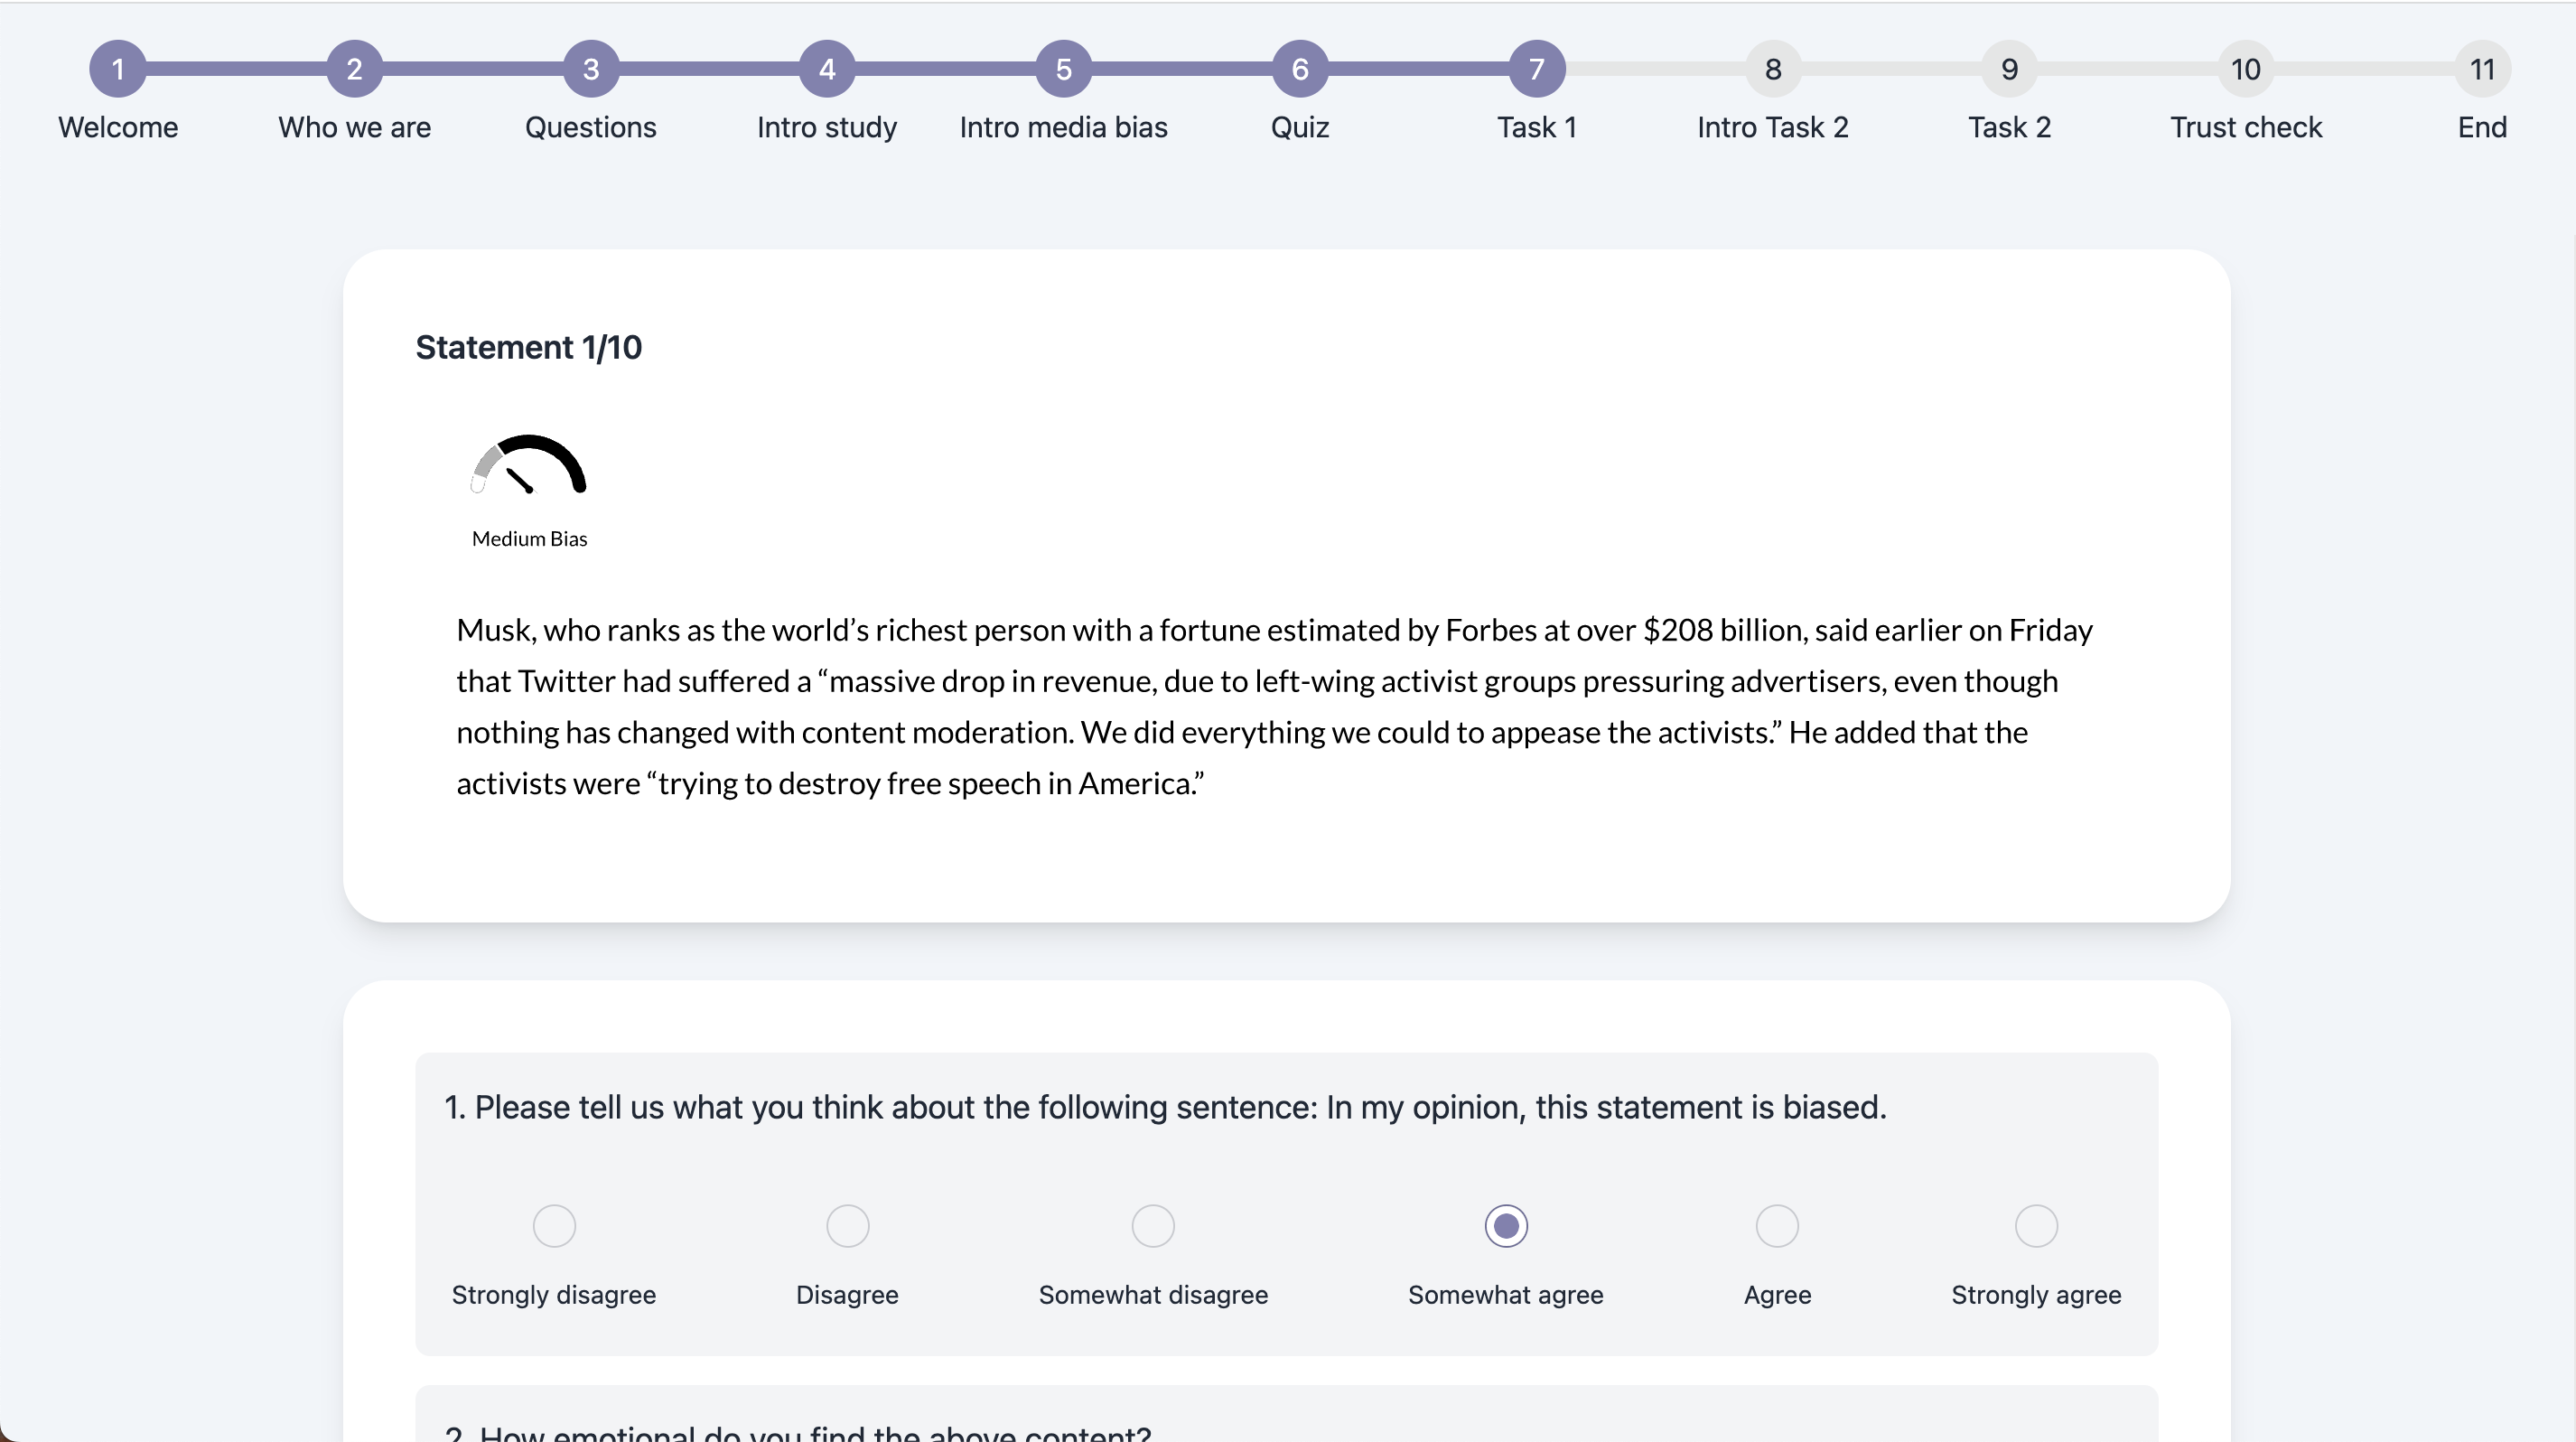 1 2 3 4 5 6 7 8 9 10 11
Welcome Who we are Questions Intro study Intro media bias Quiz Task 1 Intro Task 2 Task 2 Trust check End
Statement 1/10
Medium Bias
Musk, who ranks as the world’s richest person with a fortune estimated by Forbes at over $208 billion, said earlier on Friday
that Twitter had suffered a “massive drop in revenue, due to left-wing activist groups pressuring advertisers, even though
nothing has changed with content moderation. We did everything we could to appease the activists.” He added that the
activists were “trying to destroy free speech in America.”
1. Please tell us what you think about the following sentence: In my opinion, this statement is biased.
Strongly disagree Disagree Somewhat disagree Somewhat agree Agree Strongly agree
2. How emotional do you find the above content?